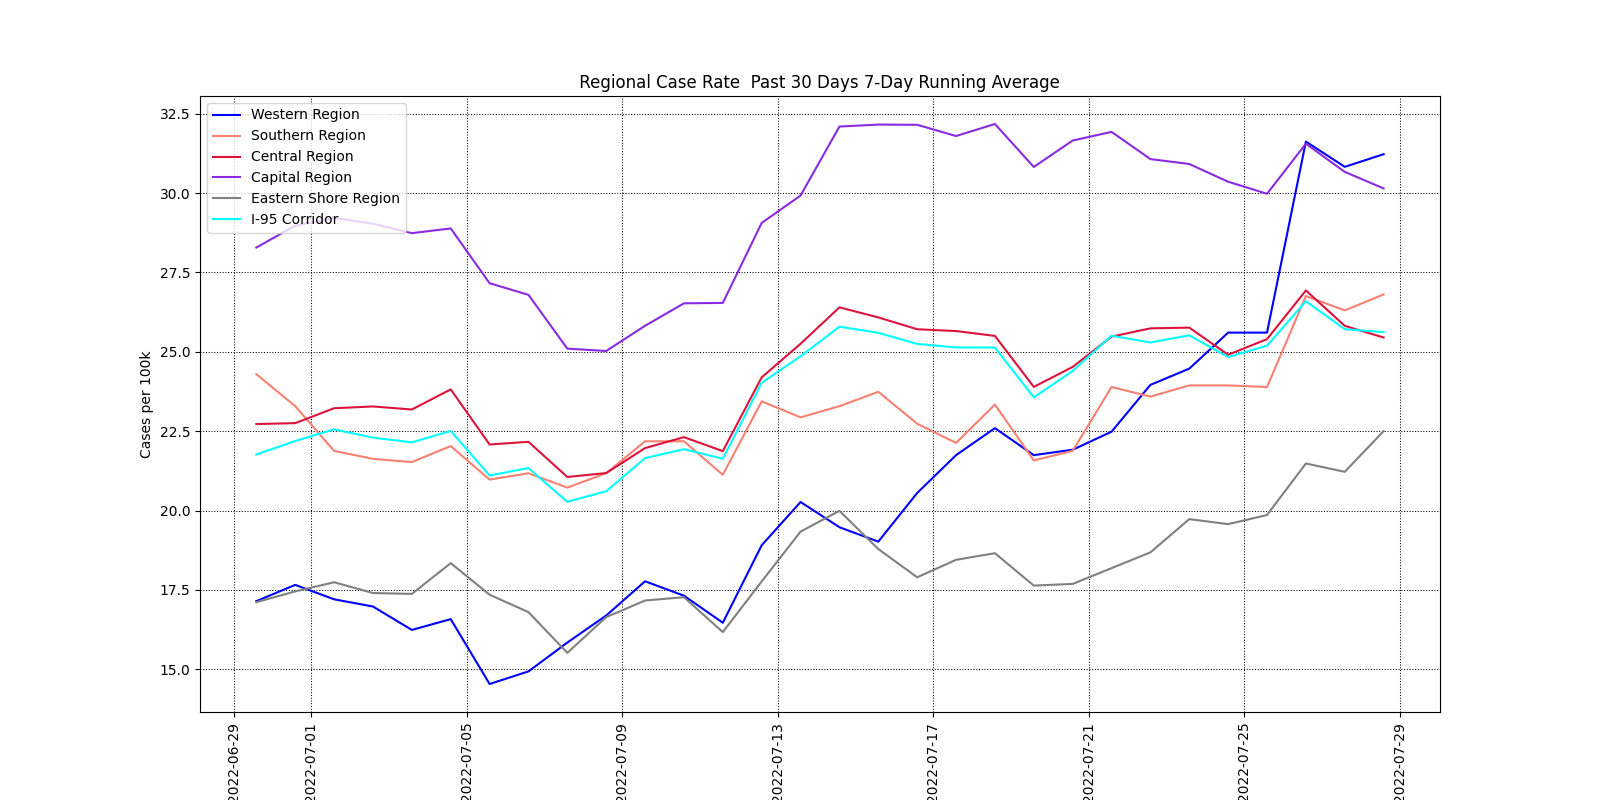 Regional Case Rate  Past 30 Days 7-Day Running Average
Cases per 100k
32.5
30.0
27.5
25.0
22.5
20.0
17.5
15.0
Western Region
Southern Region
Central Region
Capital Region
Eastern Shore Region
I-95 Corridor
2022-06-29
2022-07-01
2022-07-05
2022-07-09
2022-07-13
2022-07-17
2022-07-21
2022-07-25
2022-07-29